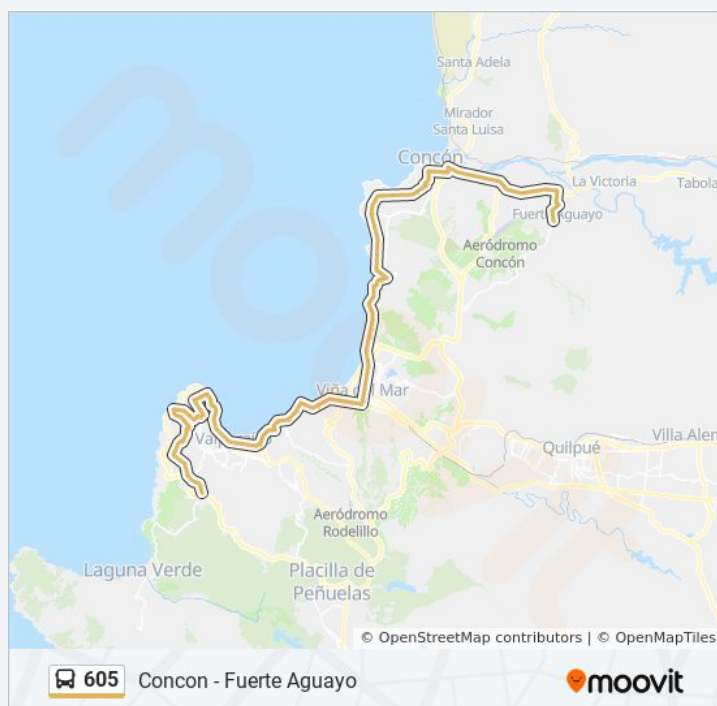 Santa Adela
Mirador
Santa Luisa
Concón
La Victoria
Tabola
Fuerte Aguayo
Aeródromo
Concón
Viña del Mar
Villa Alem
Quilpué
Aeródromo
Rodelillo
Laguna Verde
Placilla de
Peñuelas
© OpenStreetMap contributors | © OpenMapTiles
605 Concon - Fuerte Aguayo
moovit